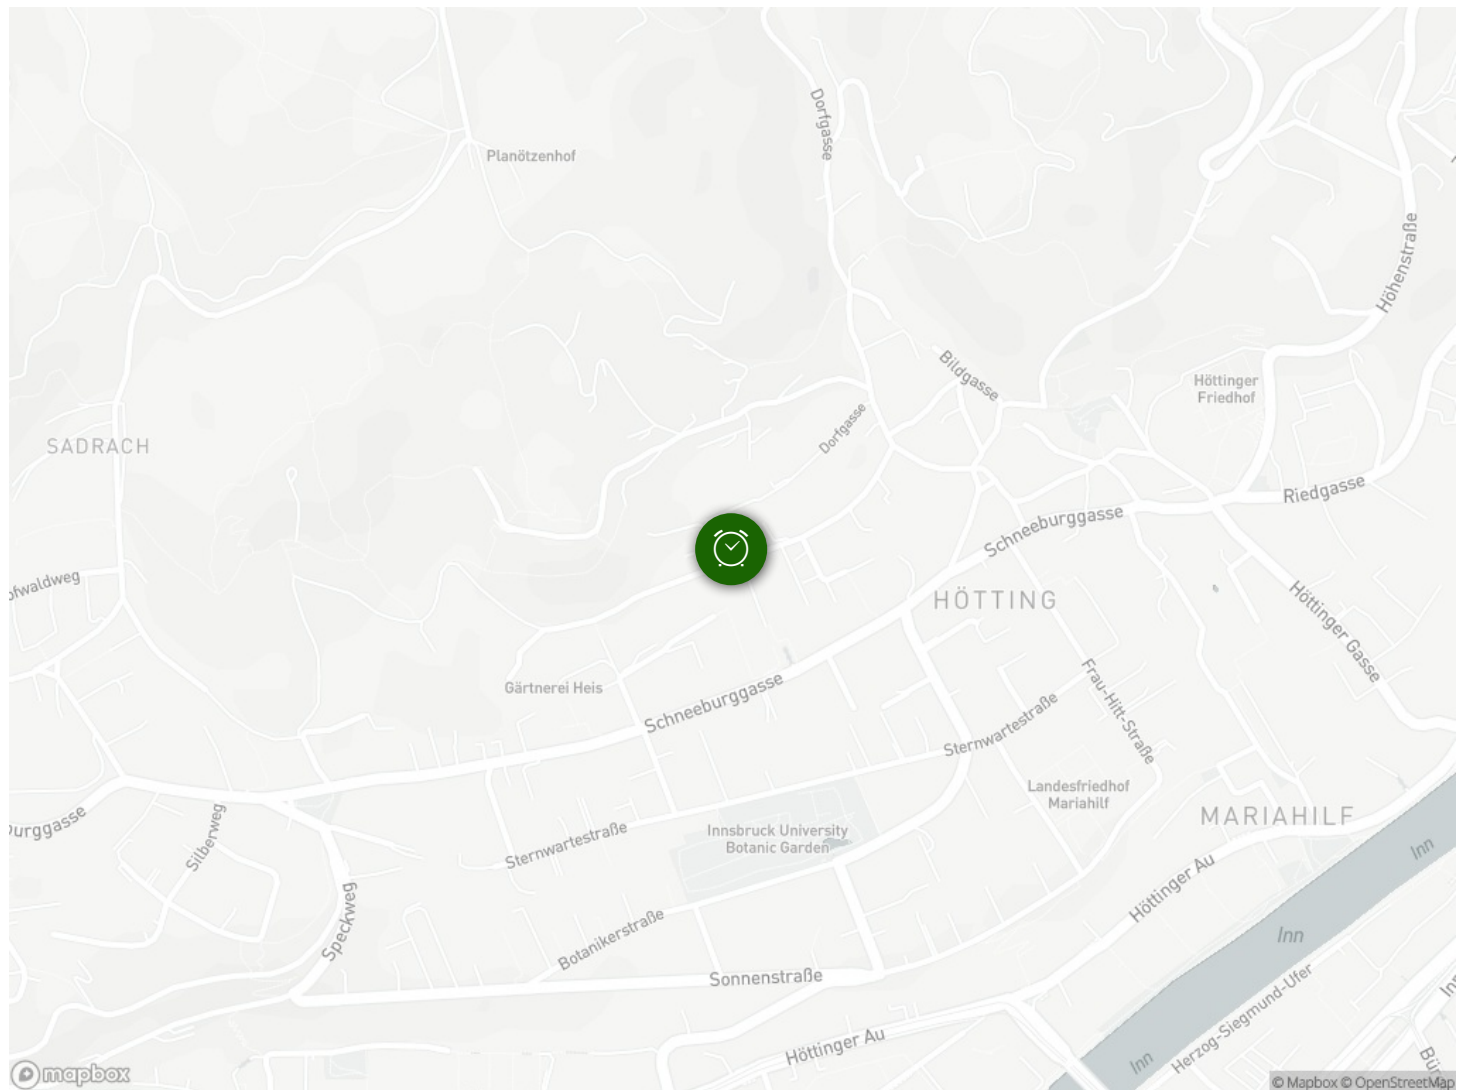 Dorfgasse
Planötzenhof
Höhenstraße
Bildgasse
Höttinger
Friedhof
Dorfgasse
SADRACH
Riedgasse
Schneeburggasse
HÖTTING
Höttinger Gasse
Gärtnerei Heis
Schneeburggasse
Frau-Hitt-Straße
Sternwartestraße
Landesfriedhof
Mariahilf
MARIAHILF
Silberweg
Innsbruck University
Botanic Garden
Sternwartestraße
Inn
Höttinger Au
Speckweg
Botanikerstraße
Inn
Sonnenstraße
Herzog-Siegmund-Ufer
Höttinger Au
Inn
mapbox
© Mapbox © OpenStreetMap